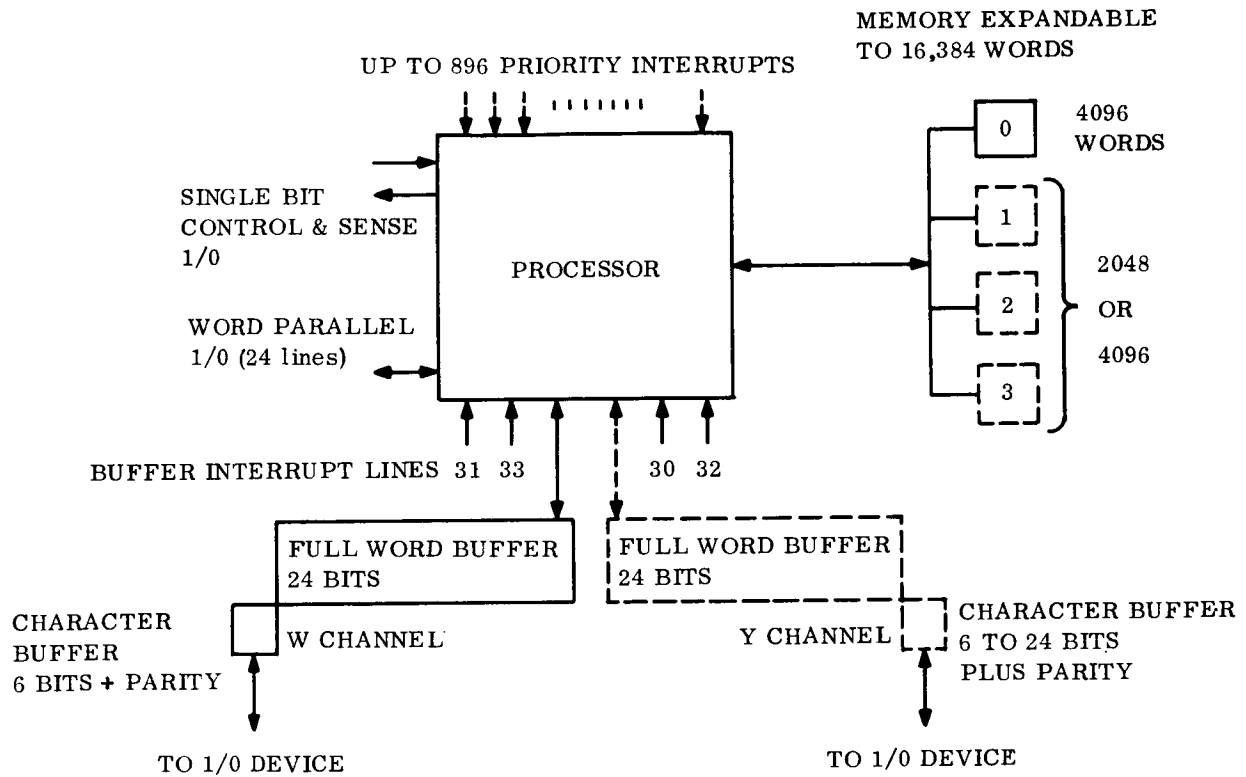 MEMORY EXPANDABLE
TO 16,384 WORDS
UP TO 896 PRIORITY INTERRUPTS
0
4096
WORDS
SINGLE BIT
CONTROL & SENSE
1/0
1
PROCESSOR
2048
2
OR
WORD PARALLEL
1/0 (24 lines)
4096
3
BUFFER INTERRUPT LINES 31 33 30 32
FULL WORD BUFFER
24 BITS
FULL WORD BUFFER
24 BITS
CHARACTER
BUFFER
6 BITS + PARITY
W CHANNEL
Y CHANNEL
CHARACTER BUFFER
6 TO 24 BITS
PLUS PARITY
TO 1/0 DEVICE
TO 1/0 DEVICE